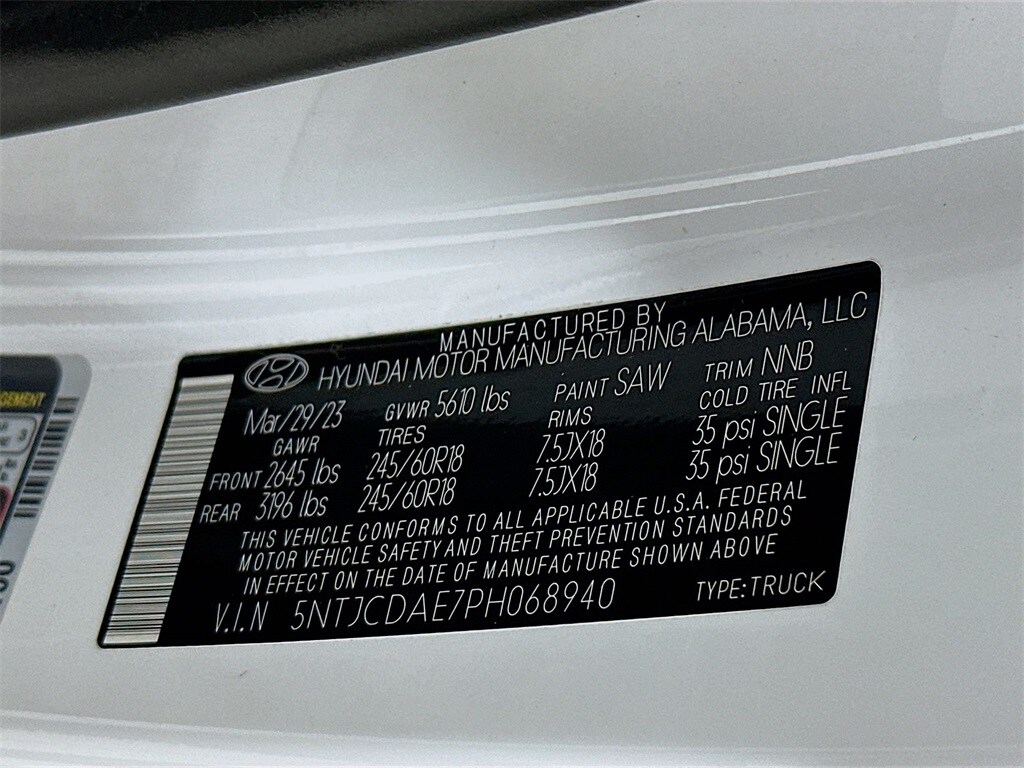 MANUFACTURED BY
HYUNDAI MOTOR MANUFACTURING ALABAMA, LLC
Mar/29/23 GVWR 5610 lbs PAINT SAW TRIM NNB
GAWR TIRES RIMS COLD TIRE INFL
FRONT 2645 lbs 245/60R18 7.5JX18 35 psi SINGLE
REAR 3196 lbs 245/60R18 7.5JX18 35 psi SINGLE
THIS VEHICLE CONFORMS TO ALL APPLICABLE U.S.A. FEDERAL
MOTOR VEHICLE SAFETY AND THEFT PREVENTION STANDARDS
IN EFFECT ON THE DATE OF MANUFACTURE SHOWN ABOVE
V.I.N 5NTJCDAE7PH068940 TYPE:TRUCK